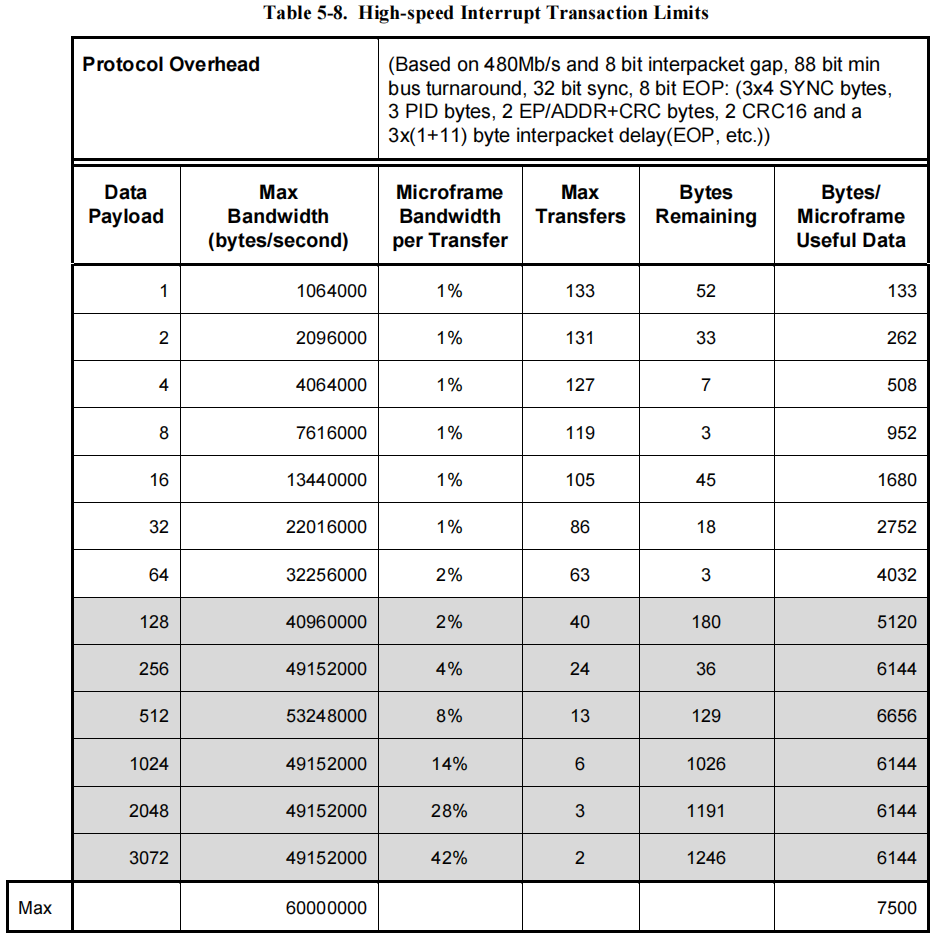 Table 5-8. High-speed Interrupt Transaction Limits
Protocol Overhead
(Based on 480Mb/s and 8 bit interpacket gap, 88 bit min
bus turnaround, 32 bit sync, 8 bit EOP: (3x4 SYNC bytes,
3 PID bytes, 2 EP/ADDR+CRC bytes, 2 CRC16 and a
3x(1+11) byte interpacket delay(EOP, etc.))
Data Max Microframe Max Bytes Bytes/
Payload Bandwidth Bandwidth Transfers Remaining Microframe
(bytes/second) per Transfer Useful Data
1 1064000 1% 133 52 133
2 2096000 1% 131 33 262
4 4064000 1% 127 7 508
8 7616000 1% 119 3 952
16 13440000 1% 105 45 1680
32 22016000 1% 86 18 2752
64 32256000 2% 63 3 4032
128 40960000 2% 40 180 5120
256 49152000 4% 24 36 6144
512 53248000 8% 13 129 6656
1024 49152000 14% 6 1026 6144
2048 49152000 28% 3 1191 6144
3072 49152000 42% 2 1246 6144
Max 60000000 7500